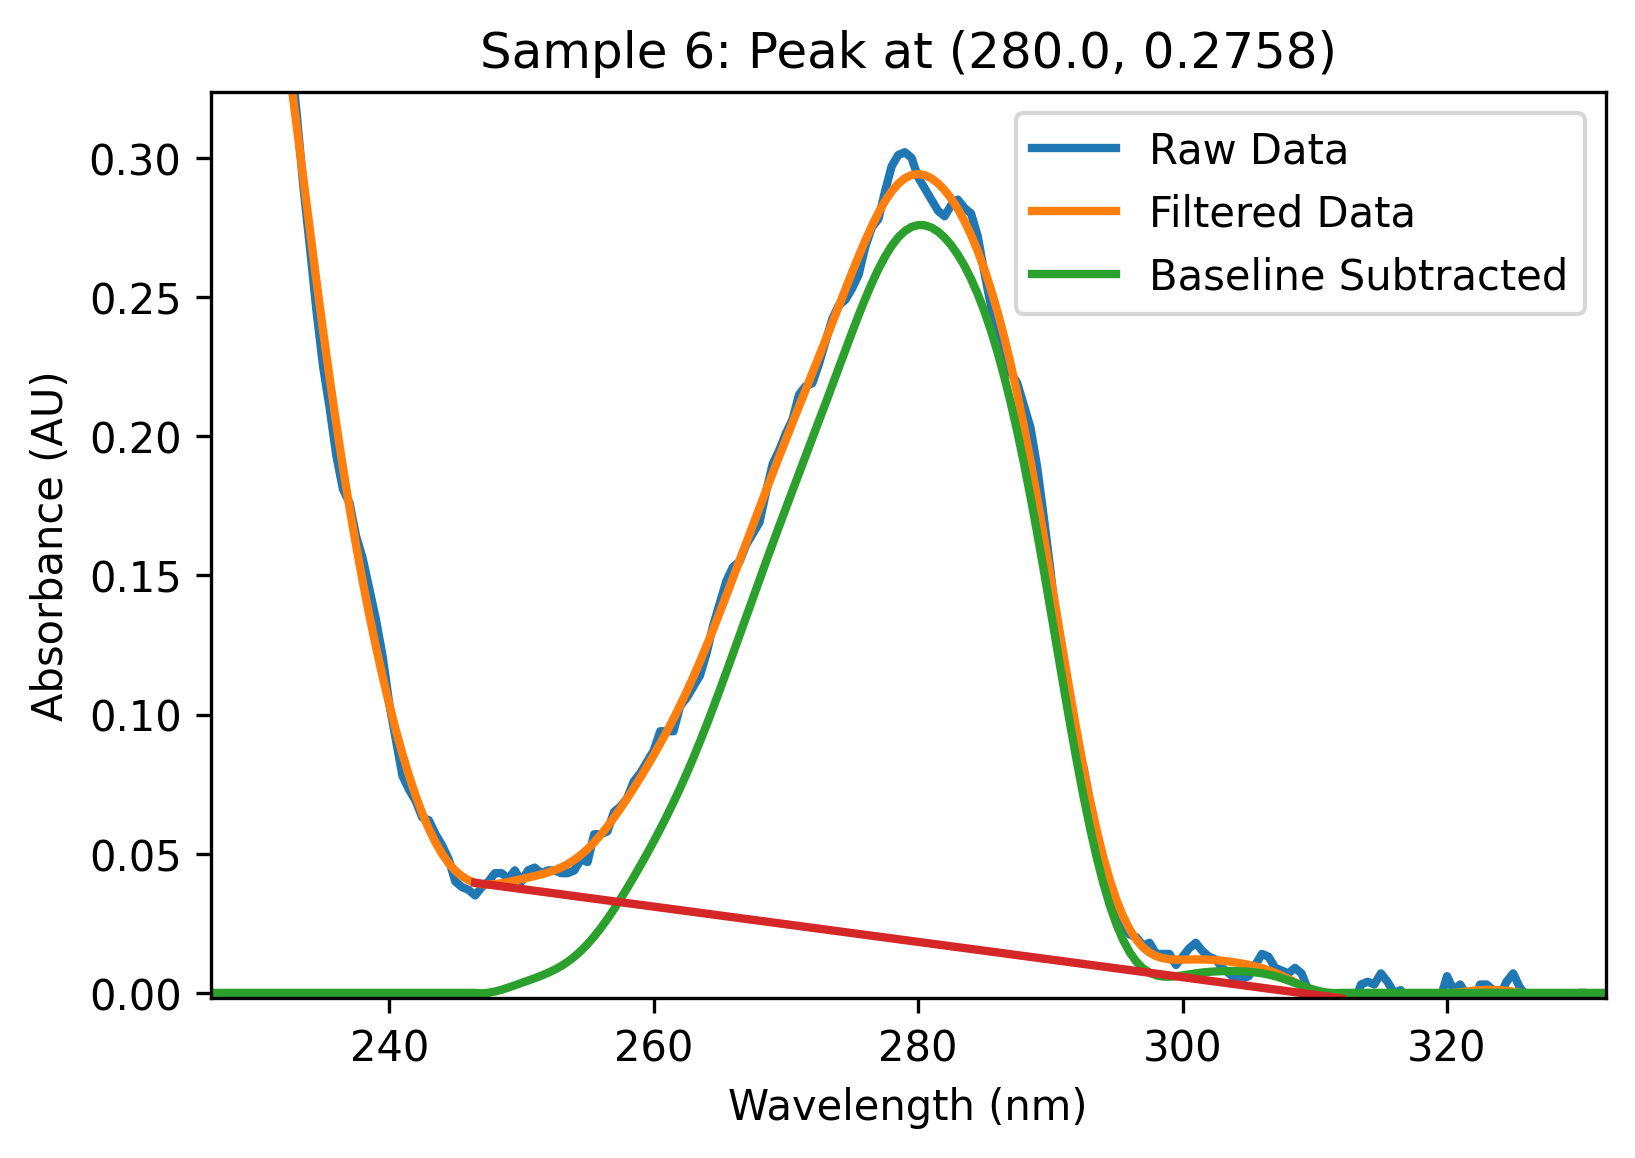 Sample 6: Peak at (280.0, 0.2758)
Raw Data
Filtered Data
Baseline Subtracted
Absorbance (AU)
0.30
0.25
0.20
0.15
0.10
0.05
0.00
240 260 280 300 320
Wavelength (nm)